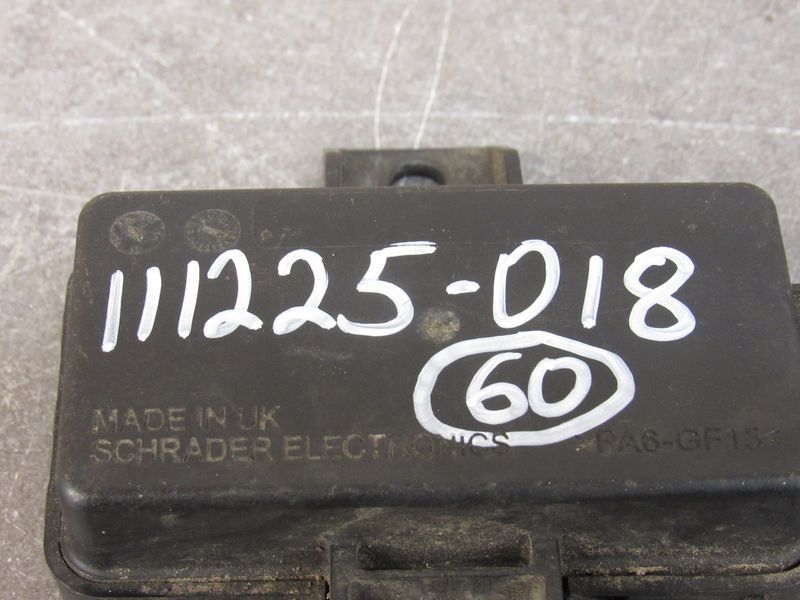 111225-018
60
MADE IN UK
SCHRADER ELECTRONICS >PA6-GF15<